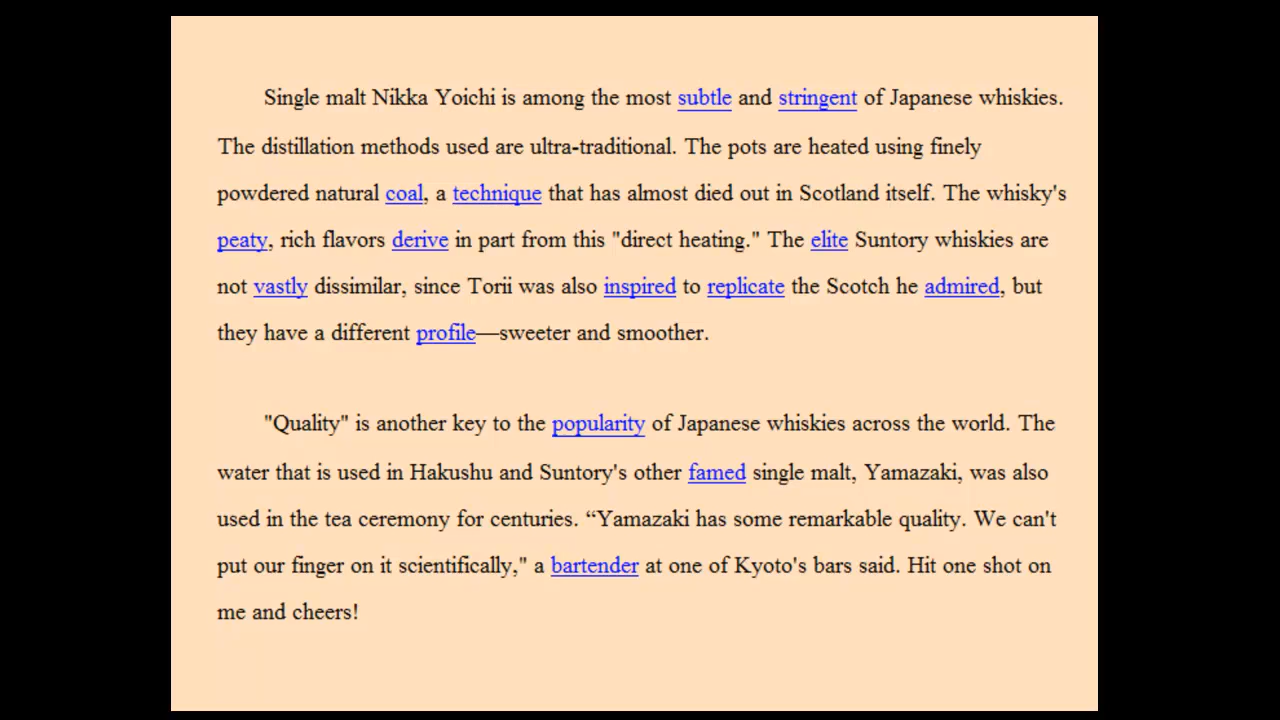 Single malt Nikka Yoichi is among the most subtle and stringent of Japanese whiskies.
The distillation methods used are ultra-traditional. The pots are heated using finely
powdered natural coal, a technique that has almost died out in Scotland itself. The whisky's
peaty, rich flavors derive in part from this "direct heating." The elite Suntory whiskies are
not vastly dissimilar, since Torii was also inspired to replicate the Scotch he admired, but
they have a different profile—sweeter and smoother.
"Quality" is another key to the popularity of Japanese whiskies across the world. The
water that is used in Hakushu and Suntory's other famed single malt, Yamazaki, was also
used in the tea ceremony for centuries. “Yamazaki has some remarkable quality. We can't
put our finger on it scientifically," a bartender at one of Kyoto's bars said. Hit one shot on
me and cheers!